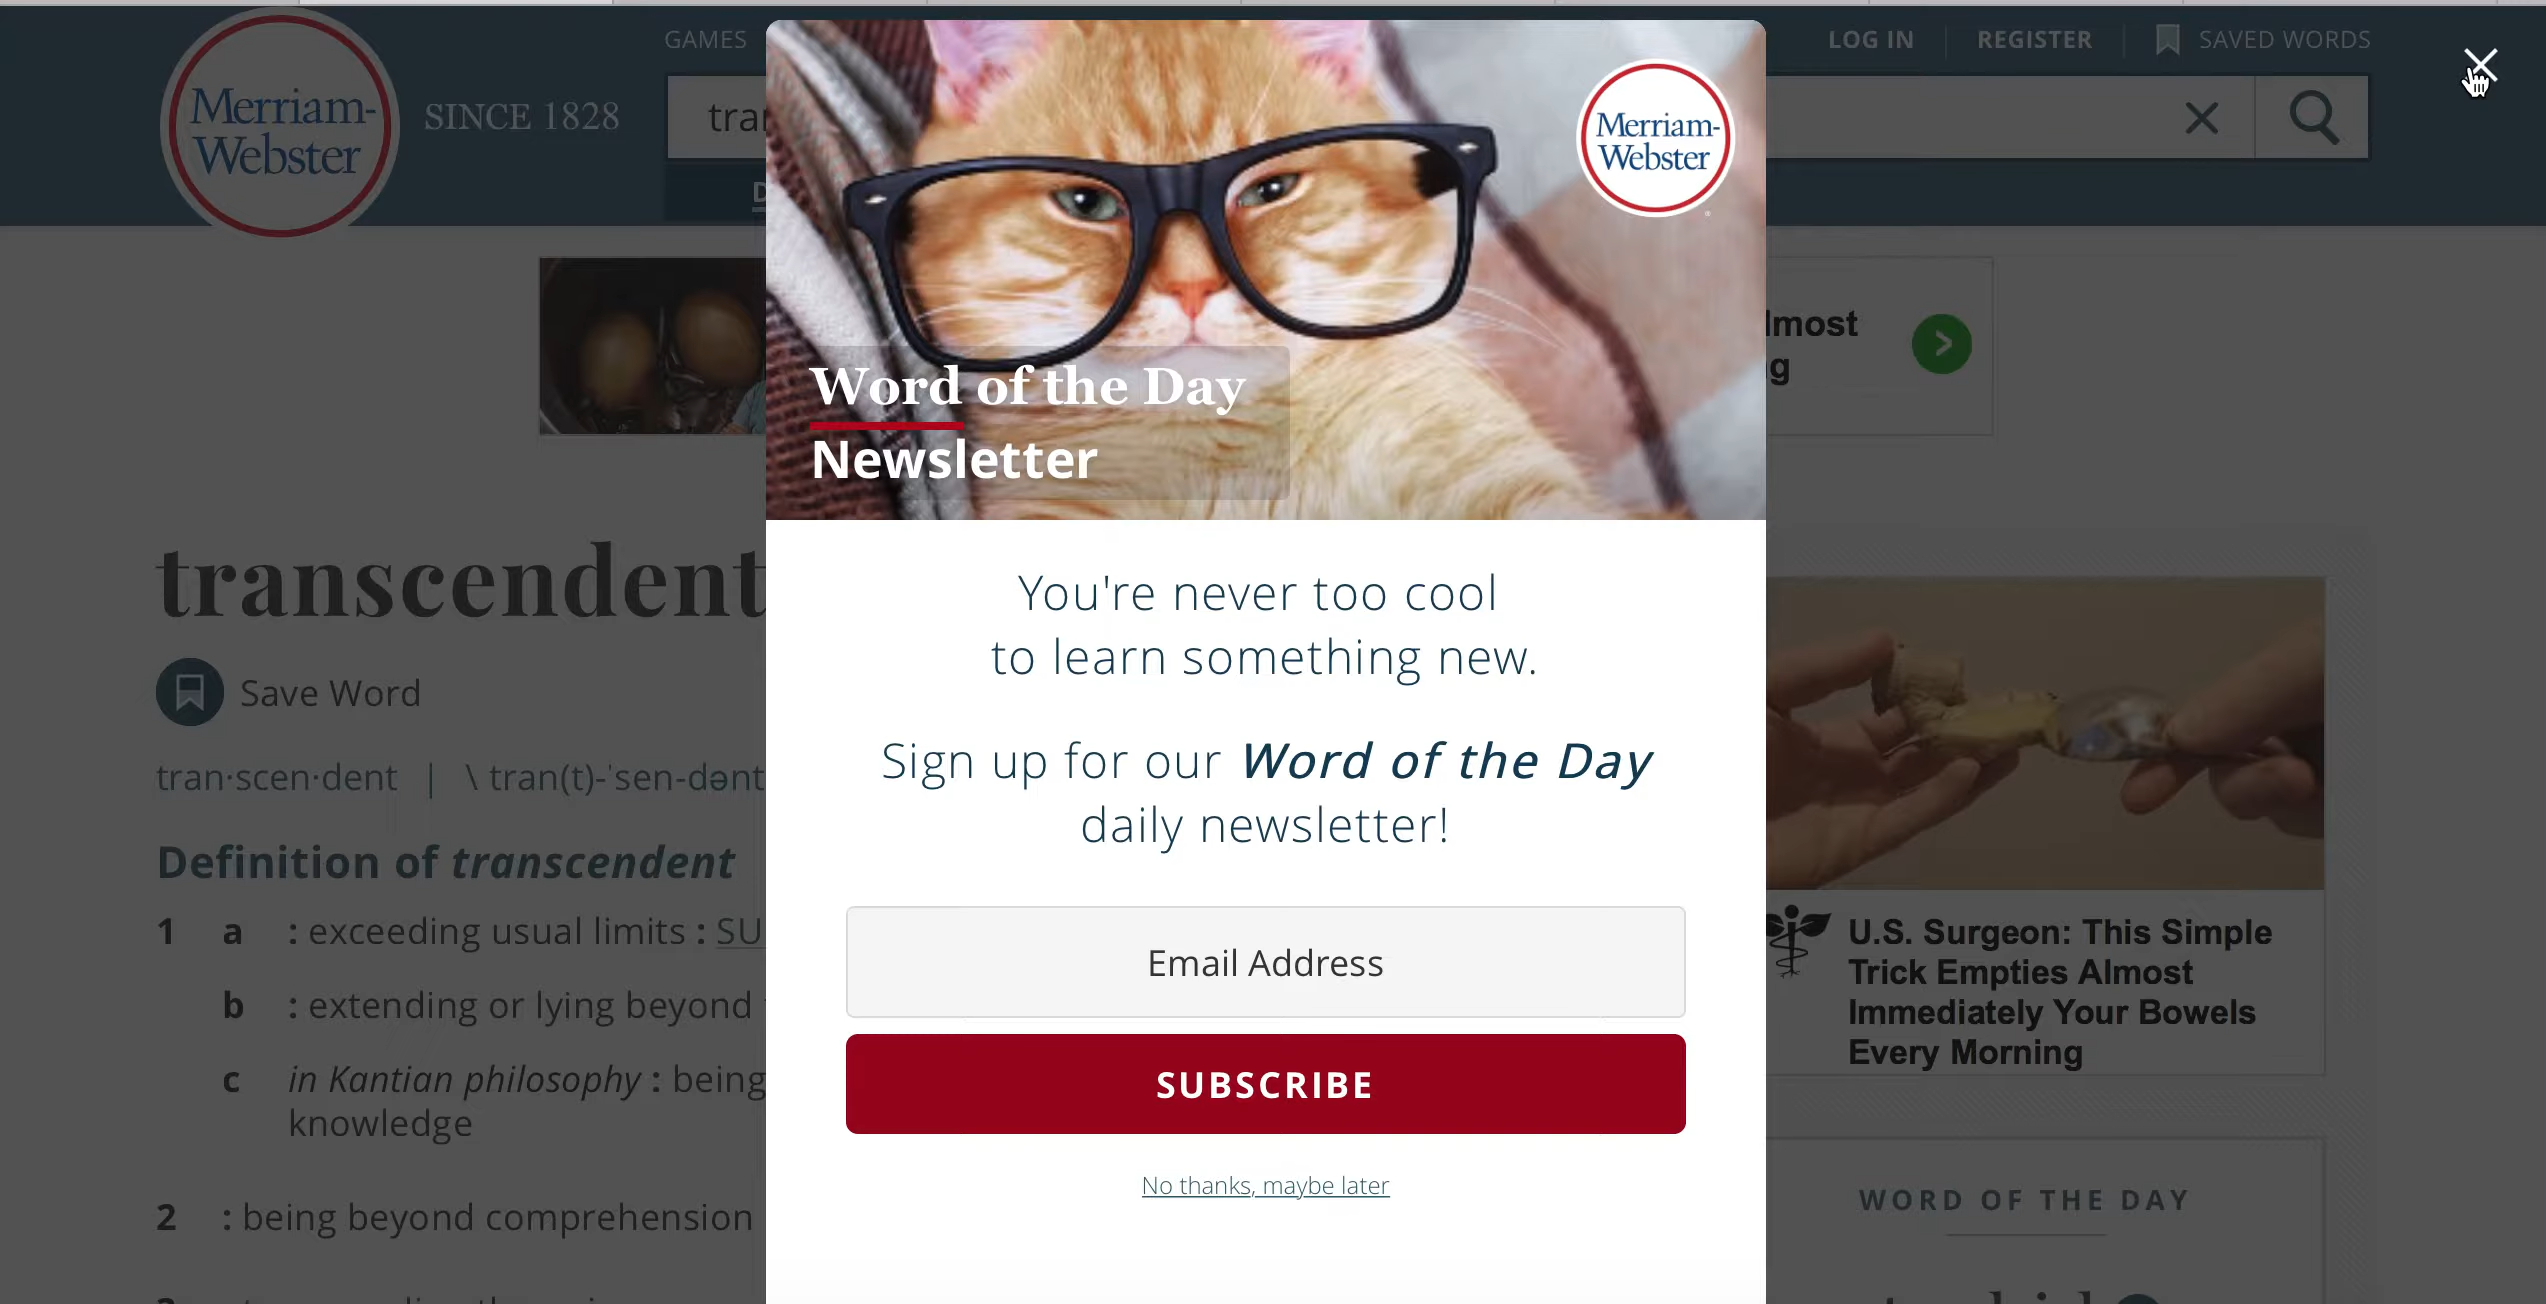 GAMES
LOG IN
REGISTER
SAVED WORDS
Merriam-
Webster
SINCE 1828
Merriam-
Webster
Word of the Day
Newsletter
You're never too cool
to learn something new.
Sign up for our Word of the Day
daily newsletter!
Email Address
SUBSCRIBE
No thanks, maybe later
transcendent
Save Word
tran·scen·dent | \ tran(t)-ˈsen-dənt
Definition of transcendent
1 a : exceeding usual limits :
b : extending or lying beyond
c in Kantian philosophy : being
knowledge
2 : being beyond comprehension
U.S. Surgeon: This Simple
Trick Empties Almost
Immediately Your Bowels
Every Morning
WORD OF THE DAY